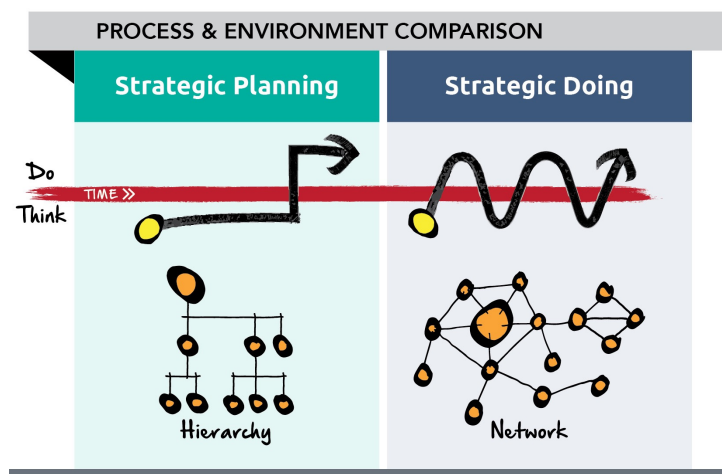 PROCESS & ENVIRONMENT COMPARISON
Strategic Planning
Strategic Doing
Do
TIME >>
Think
Hierarchy
Network